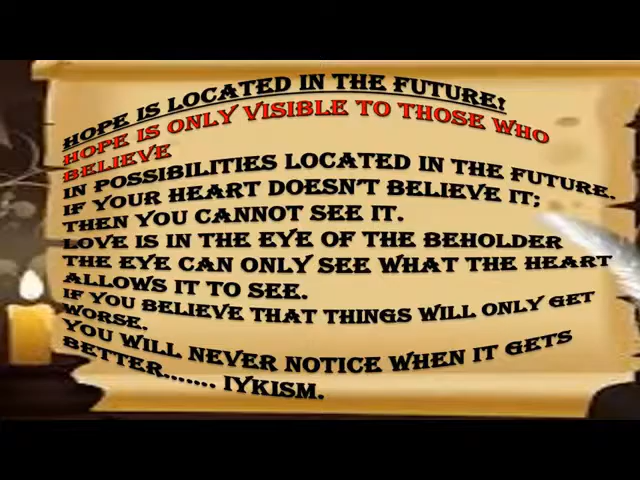 HOPE IS LOCATED IN THE FUTURE!
HOPE IS ONLY VISIBLE TO THOSE WHO
BELIEVE
IN POSSIBILITIES LOCATED IN THE FUTURE.
IF YOUR HEART DOESN'T BELIEVE IT;
THEN YOU CANNOT SEE IT.
LOVE IS IN THE EYE OF THE BEHOLDER
THE EYE CAN ONLY SEE WHAT THE HEART
ALLOWS IT TO SEE.
IF YOU BELIEVE THAT THINGS WILL ONLY GET
WORSE.
YOU WILL NEVER NOTICE WHEN IT GETS
BETTER....... IYKISM.